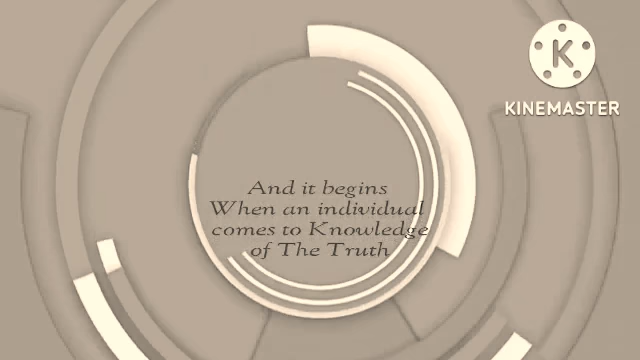 KINEMASTER
And it begins
When an individual
comes to Knowledge
of The Truth